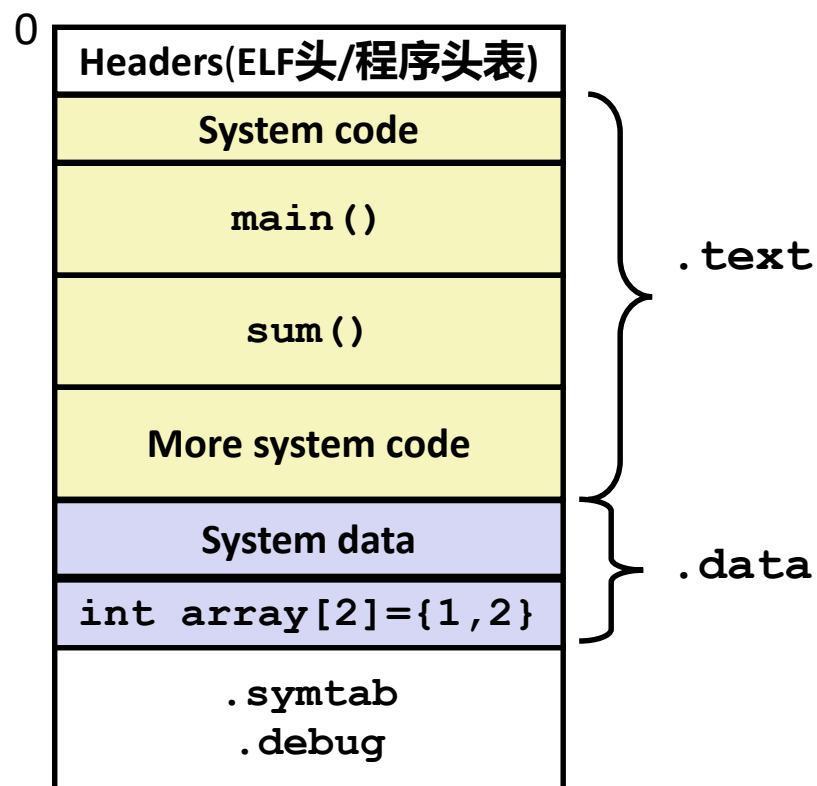 0
Headers(ELF头/程序头表)
System code
main()
sum()
.text
More system code
System data
.data
int array[2]={1,2}
.symtab
.debug